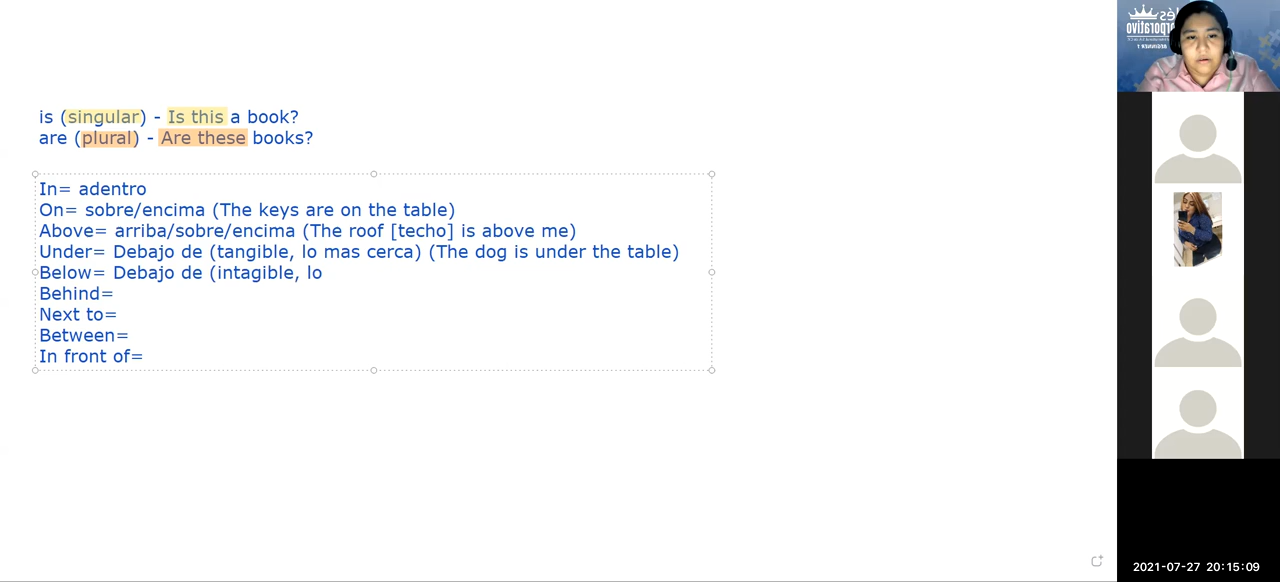 is (singular) - Is this a book?
are (plural) - Are these books?
In= adentro
On= sobre/encima (The keys are on the table)
Above= arriba/sobre/encima (The roof [techo] is above me)
Under= Debajo de (tangible, lo mas cerca) (The dog is under the table)
Below= Debajo de (intagible, lo
Behind=
Next to=
Between=
In front of=
2021-07-27 20:15:09